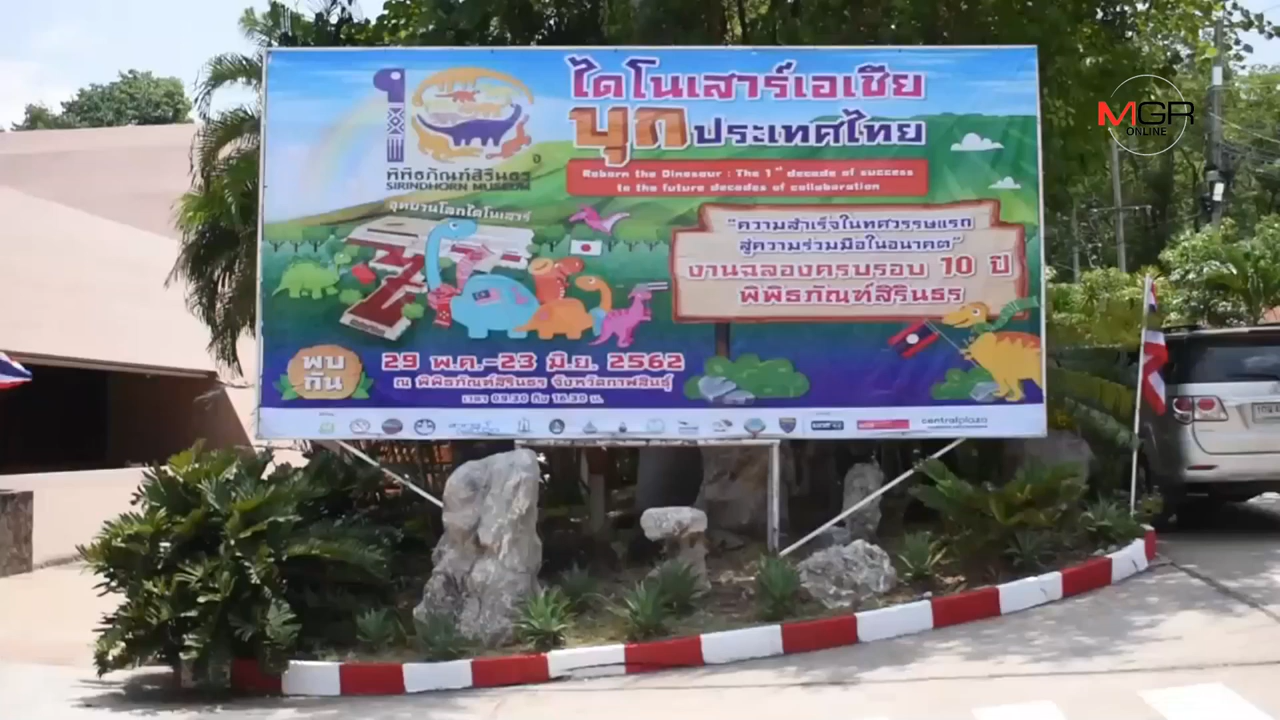 MGR
ONLINE
ไดโนเสาร์เอเชีย
บุกประเทศไทย
Reborn the Dinosaur : The 1st decade of success
to the future decades of collaboration
พิพิธภัณฑ์สิรินธร
SIRINDHORN MUSEUM
อุทยานโลกไดโนเสาร์
"ความสำเร็จในทศวรรษแรก
สู่ความร่วมมือในอนาคต"
งานฉลองครบรอบ 10 ปี
พิพิธภัณฑ์สิรินธร
พบ
กัน
29 พ.ค.-23 มิ.ย. 2562
ณ พิพิธภัณฑ์สิรินธร จังหวัดกาฬสินธุ์
เวลา 09.30 ถึง 16.30 น.
centralplaza